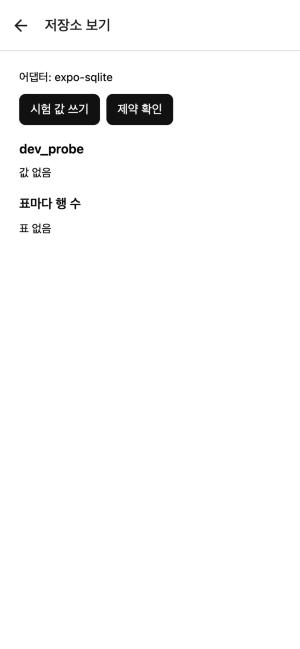 저장소 보기
어댑터: expo-sqlite
시험 값 쓰기 제약 확인
dev_probe
값 없음
표마다 행 수
표 없음